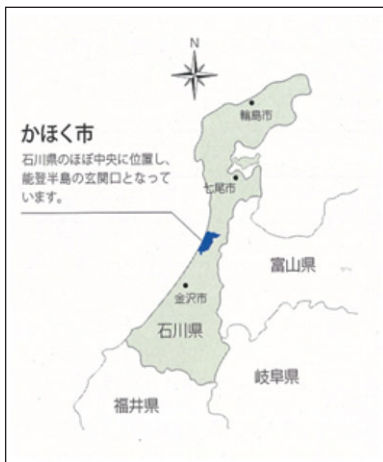 N
輪島市
かほく市
石川県のほぼ中央に位置し、
能登半島の玄関口となって
います。
七尾市
富山県
金沢市
石川県
岐阜県
福井県